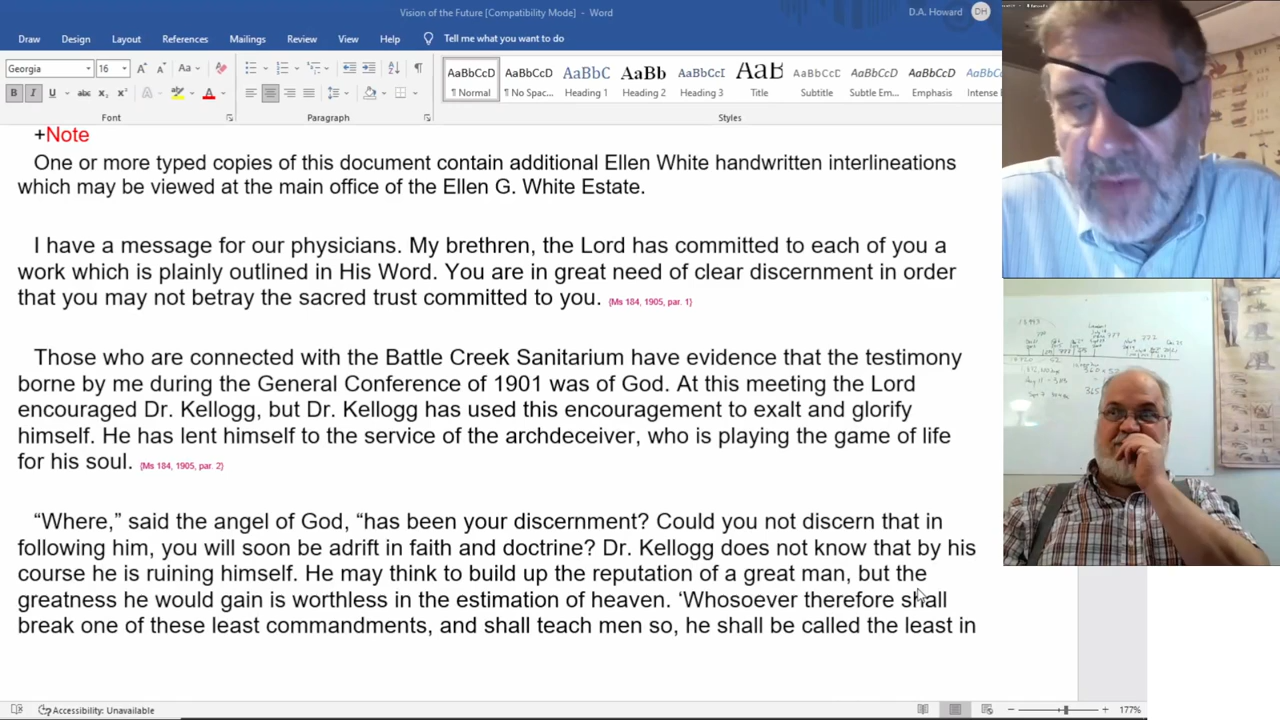 Vision of the Future [Compatibility Mode] - Word
D.A. Howard
DH
Draw Design Layout References Mailings Review View Help Tell me what you want to do
Georgia 16
AaBbCcD AaBbCcD AaBbC AaBb AaBbCcI AaB AaBbCcD AaBbCcD AaBbCcD
¶ Normal ¶ No Spac... Heading 1 Heading 2 Heading 3 Title Subtitle Subtle Em... Emphasis Intense
Font Paragraph Styles
+Note
One or more typed copies of this document contain additional Ellen White handwritten interlineations
which may be viewed at the main office of the Ellen G. White Estate.
I have a message for our physicians. My brethren, the Lord has committed to each of you a
work which is plainly outlined in His Word. You are in great need of clear discernment in order
that you may not betray the sacred trust committed to you. {Ms 184, 1905, par. 1}
Those who are connected with the Battle Creek Sanitarium have evidence that the testimony
borne by me during the General Conference of 1901 was of God. At this meeting the Lord
encouraged Dr. Kellogg, but Dr. Kellogg has used this encouragement to exalt and glorify
himself. He has lent himself to the service of the archdeceiver, who is playing the game of life
for his soul. {Ms 184, 1905, par. 2}
“Where,” said the angel of God, “has been your discernment? Could you not discern that in
following him, you will soon be adrift in faith and doctrine? Dr. Kellogg does not know that by his
course he is ruining himself. He may think to build up the reputation of a great man, but the
greatness he would gain is worthless in the estimation of heaven. ‘Whosoever therefore shall
break one of these least commandments, and shall teach men so, he shall be called the least in
Accessibility: Unavailable
177%